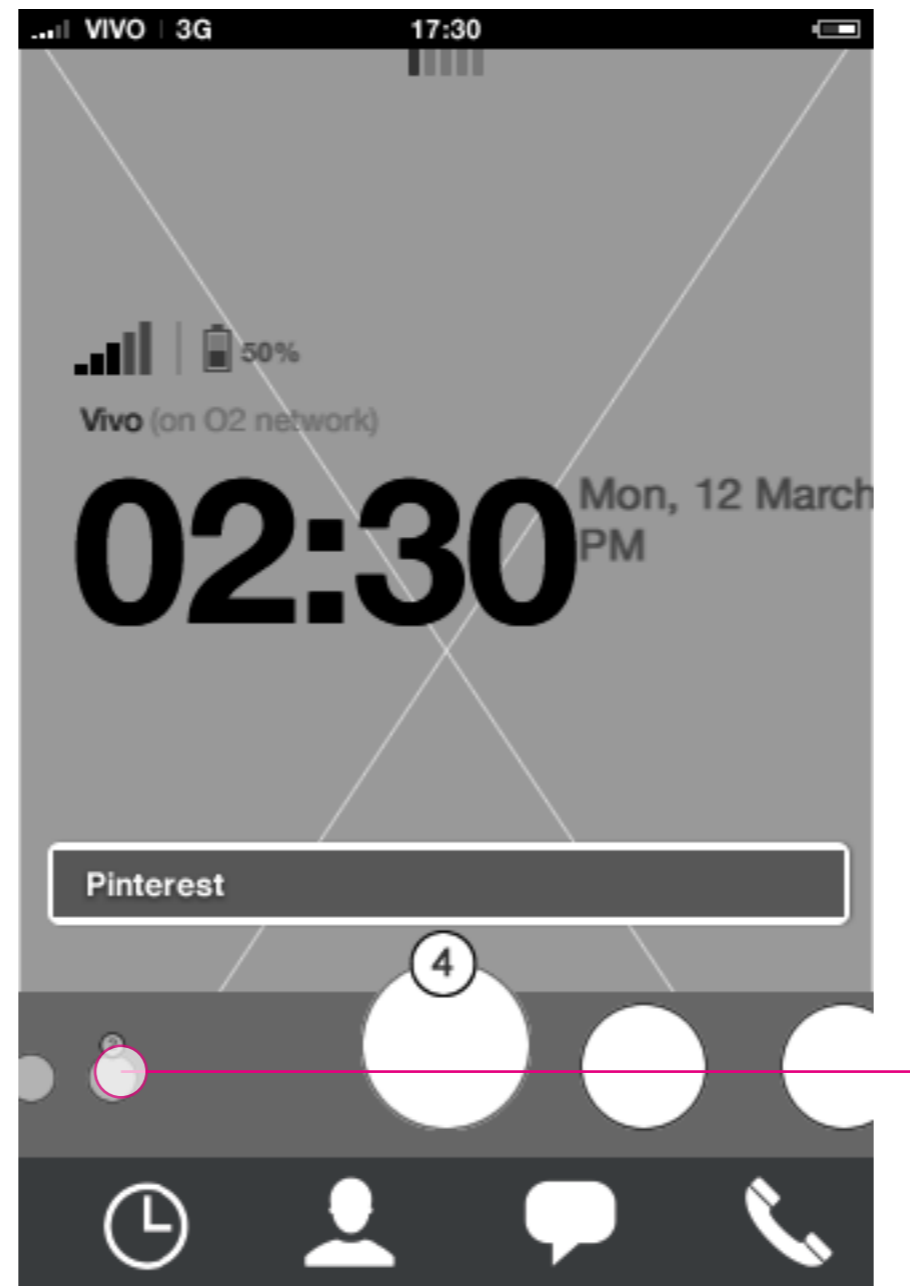 VIVO | 3G 17:30
50%
Vivo (on O2 network)
02:30
Mon, 12 March
PM
Pinterest
4